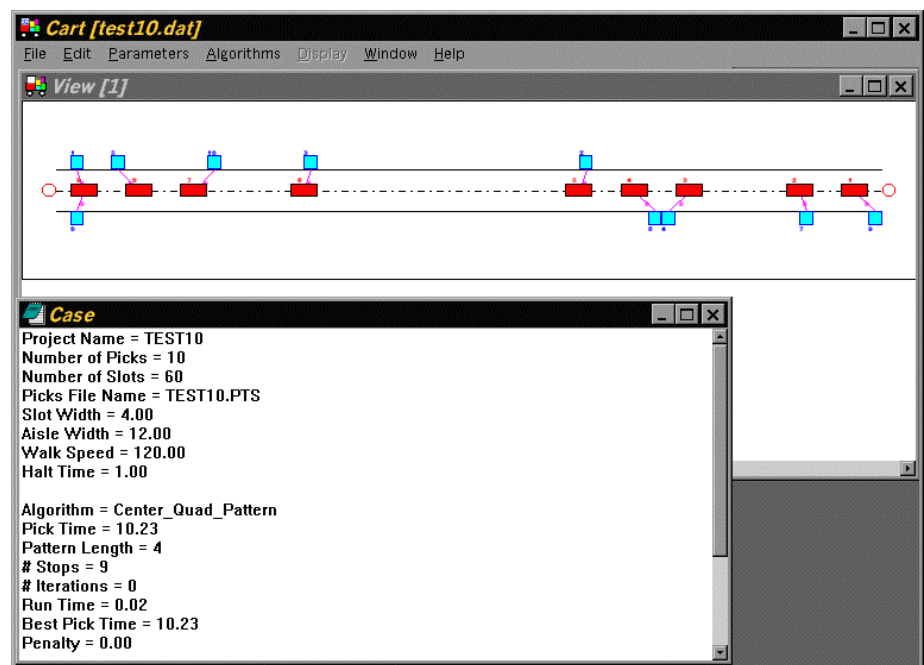 Cart [test10.dat]
File Edit Parameters Algorithms Display Window Help
View [1]
Case
Project Name = TEST10
Number of Picks = 10
Number of Slots = 60
Picks File Name = TEST10.PTS
Slot Width = 4.00
Aisle Width = 12.00
Walk Speed = 120.00
Halt Time = 1.00
Algorithm = Center_Quad_Pattern
Pick Time = 10.23
Pattern Length = 4
# Stops = 9
# Iterations = 0
Run Time = 0.02
Best Pick Time = 10.23
Penalty = 0.00